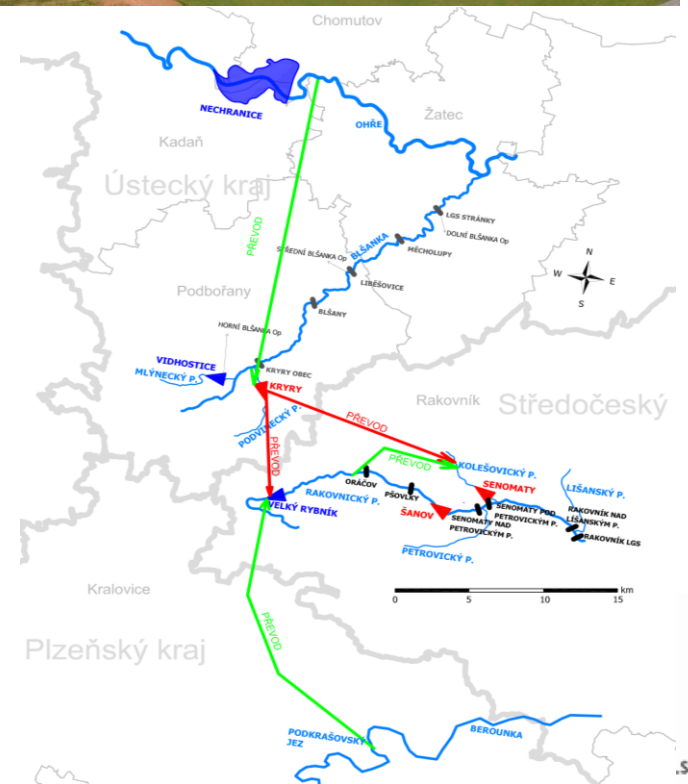 Chomutov
NECHRANICE
Žatec
OHŘE
Kadaň
Ústecký kraj
LGS STRÁNKY
PŘEVOD
DOLNÍ BLŠANKA Op
BLŠANKA
MĚCHOLUPY
STŘEDNÍ BLŠANKA Op
LIBĚŠOVICE
N
W E
S
Podbořany
BLŠANY
HORNÍ BLŠANKA Op
VIDHOSTICE
MLÝNECKÝ P.
KRYRY OBEC
KRYRY
Rakovník
Středočeský
PODVINECKÝ P.
PŘEVOD
PŘEVOD
PŘEVOD
KOLEŠOVICKÝ P.
ORÁČOV
SENOMATY
LIŠANSKÝ P.
PŠOVLKY
RAKOVNICKÝ P.
VELKÝ RYBNÍK
ŠANOV
SENOMATY POD
PETROVICKÝM P.
RAKOVNÍK NAD
LIŠANSKÝM P.
SENOMATY NAD
PETROVICKÝM P.
RAKOVNÍK LGS
PETROVICKÝ P.
Kralovice
km
0 5 10 15
PŘEVOD
Plzeňský kraj
PODKRAŠOVSKÝ
JEZ
BEROUNKA